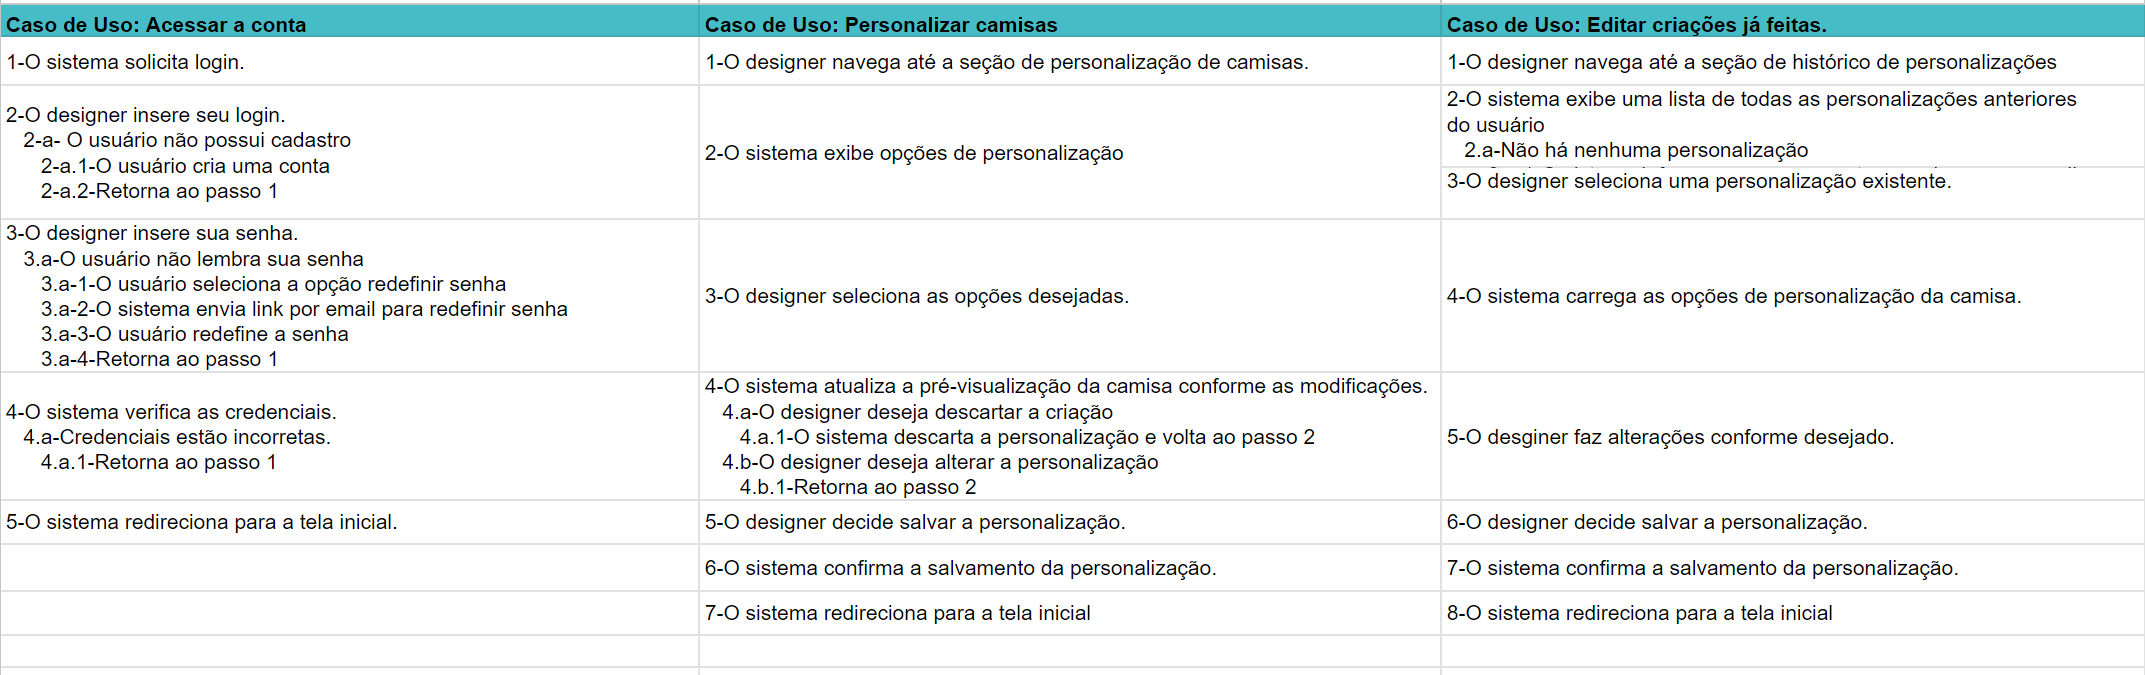 Caso de Uso: Acessar a conta
1-O sistema solicita login.
2-O designer insere seu login.
2-a- O usuário não possui cadastro
2-a.1-O usuário cria uma conta
2-a.2-Retorna ao passo 1
3-O designer insere sua senha.
3.a-O usuário não lembra sua senha
3.a-1-O usuário seleciona a opção redefinir senha
3.a-2-O sistema envia link por email para redefinir senha
3.a-3-O usuário redefine a senha
3.a-4-Retorna ao passo 1
4-O sistema verifica as credenciais.
4.a-Credenciais estão incorretas.
4.a.1-Retorna ao passo 1
5-O sistema redireciona para a tela inicial.
Caso de Uso: Personalizar camisas
1-O designer navega até a seção de personalização de camisas.
2-O sistema exibe opções de personalização
3-O designer seleciona as opções desejadas.
4-O sistema atualiza a pré-visualização da camisa conforme as modificações.
4.a-O designer deseja descartar a criação
4.a.1-O sistema descarta a personalização e volta ao passo 2
4.b-O designer deseja alterar a personalização
4.b.1-Retorna ao passo 2
5-O designer decide salvar a personalização.
6-O sistema confirma a salvamento da personalização.
7-O sistema redireciona para a tela inicial
Caso de Uso: Editar criações já feitas.
1-O designer navega até a seção de histórico de personalizações
2-O sistema exibe uma lista de todas as personalizações anteriores
do usuário
2.a-Não há nenhuma personalização
3-O designer seleciona uma personalização existente.
4-O sistema carrega as opções de personalização da camisa.
5-O desginer faz alterações conforme desejado.
6-O designer decide salvar a personalização.
7-O sistema confirma a salvamento da personalização.
8-O sistema redireciona para a tela inicial